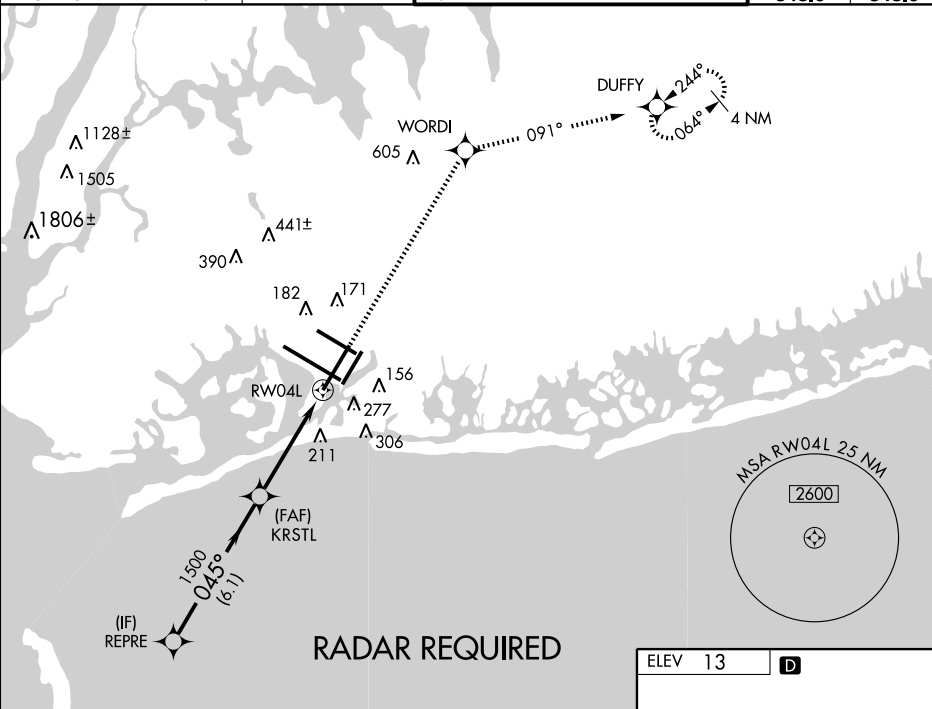 DUFFY
244°
064°
4 NM
WORDI
091°
605
1128±
1505
1806±
441±
390
182
171
RW04L
156
277
306
211
(FAF)
KRSTL
1500
045°
(6.1)
(IF)
REPRE
RADAR REQUIRED
MSA RW04L 25 NM
2600
ELEV 13
D